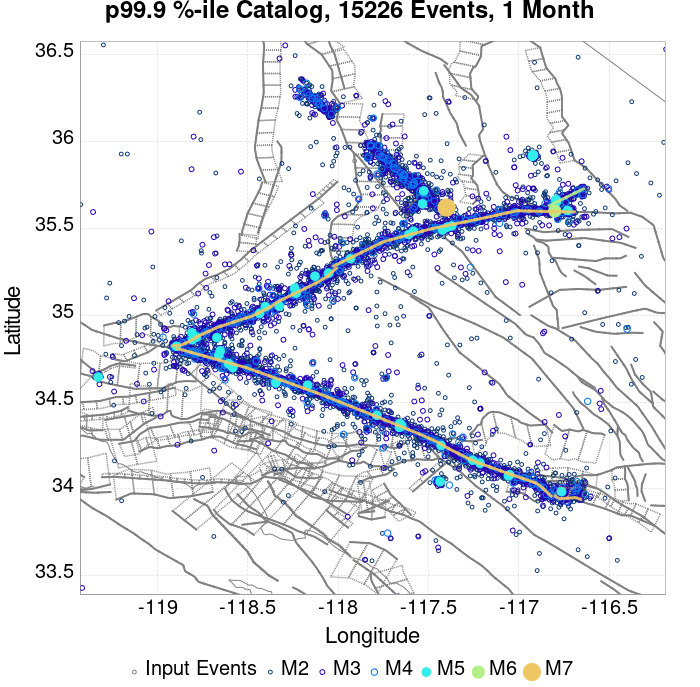 p99.9 %-ile Catalog, 15226 Events, 1 Month
36.5
36
35.5
35
34.5
34
33.5
Latitude
-119 -118.5 -118 -117.5 -117 -116.5
Longitude
Input Events M2 M3 M4 M5 M6 M7